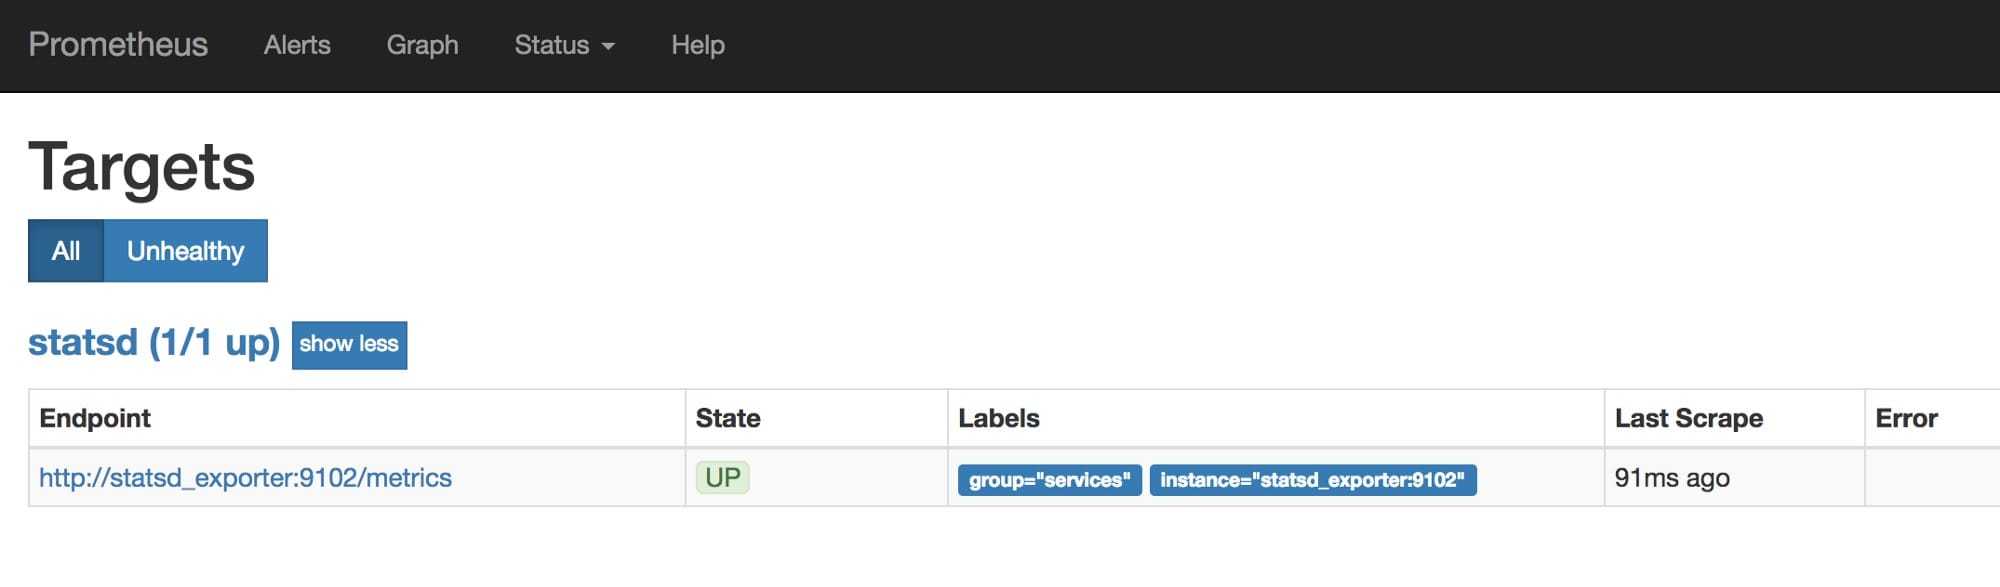 Prometheus Alerts Graph Status Help
Targets
All Unhealthy
statsd (1/1 up) show less
Endpoint State Labels Last Scrape Error
http://statsd_exporter:9102/metrics UP group="services" instance="statsd_exporter:9102" 91ms ago